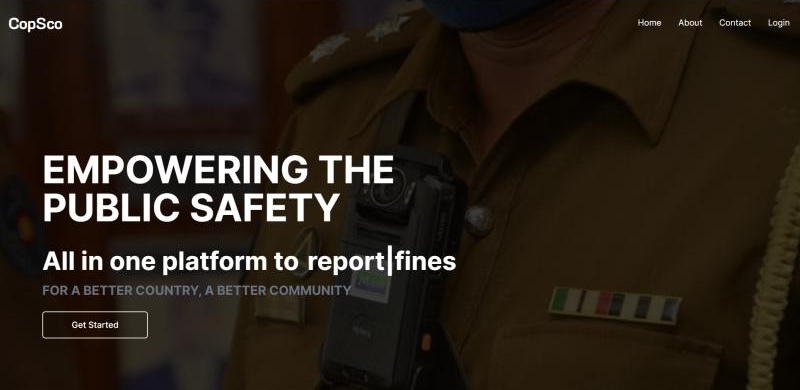 CopSco
Home About Contact Login
EMPOWERING THE
PUBLIC SAFETY
All in one platform to report|fines
FOR A BETTER COUNTRY, A BETTER COMMUNITY
Get Started